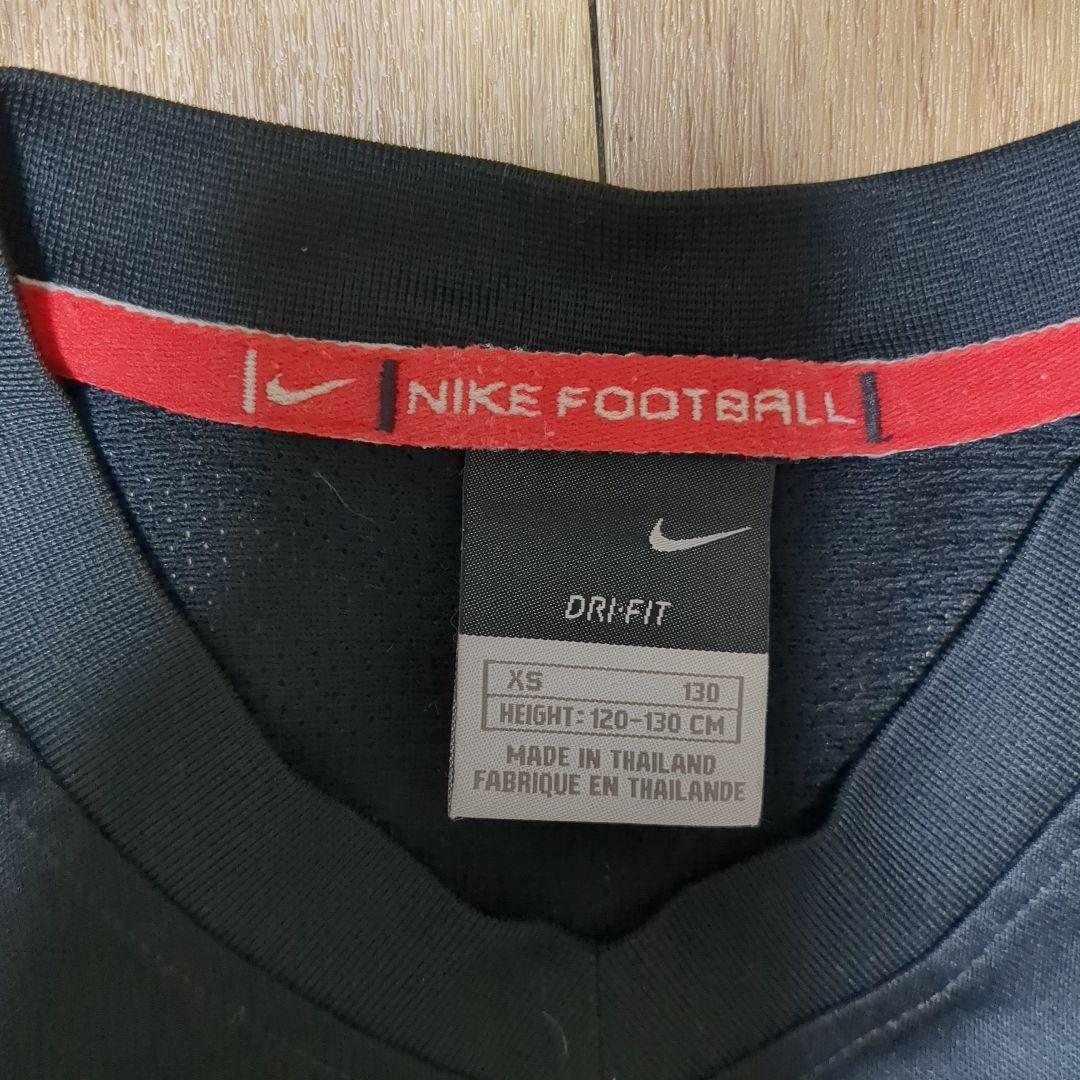 NIKE FOOTBALL
DRI-FIT
XS 130
HEIGHT: 120-130 CM
MADE IN THAILAND
FABRIQUE EN THAILANDE